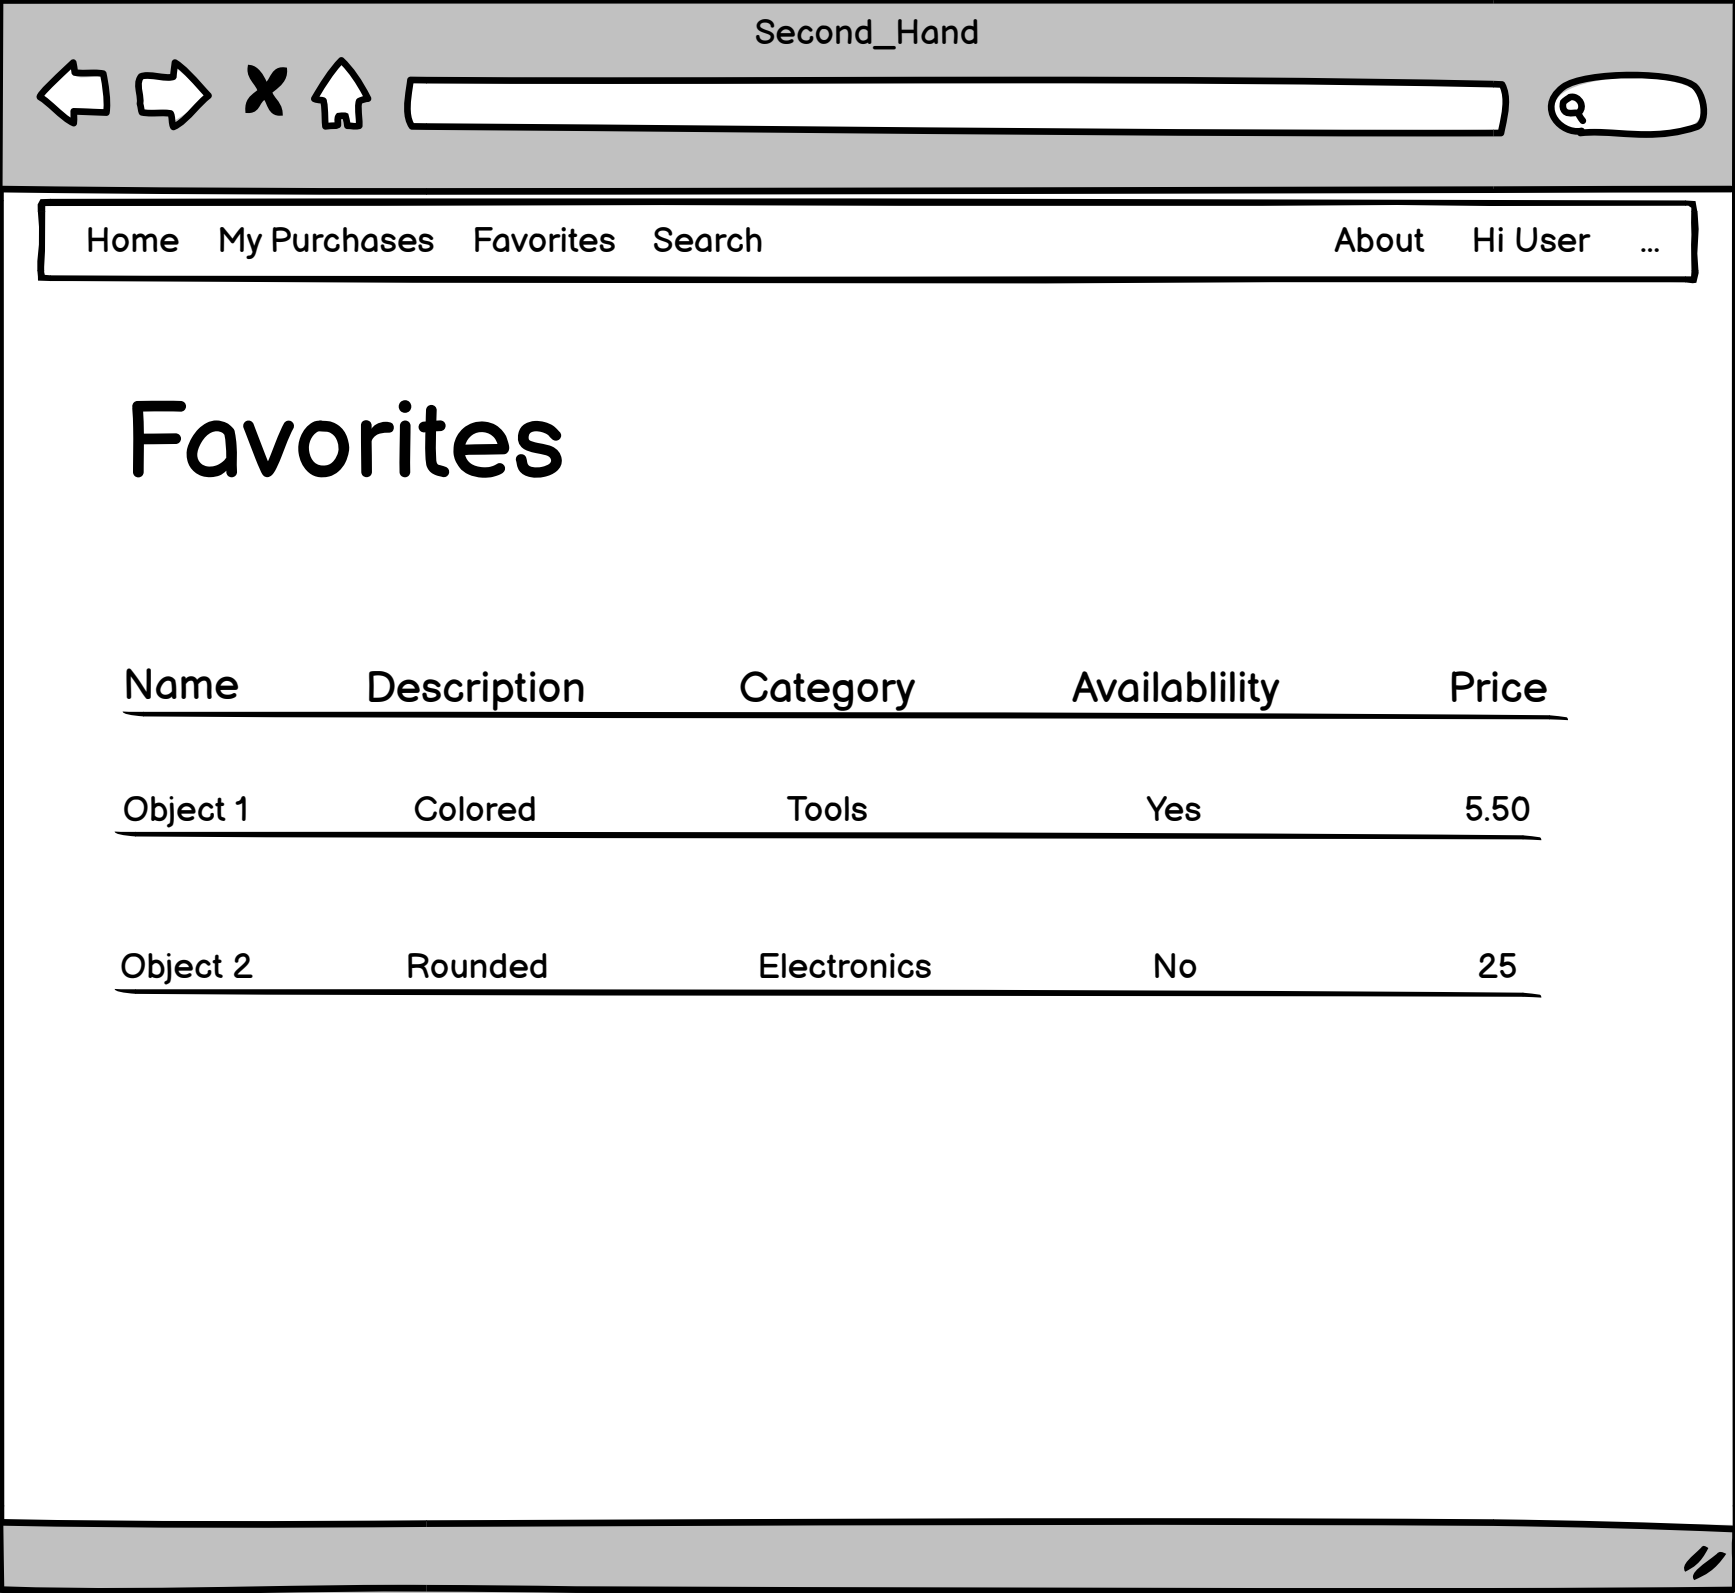 Second_Hand
Home My Purchases Favorites Search About Hi User ...
Favorites
Name Description Category Availablility Price
Object 1 Colored Tools Yes 5.50
Object 2 Rounded Electronics No 25